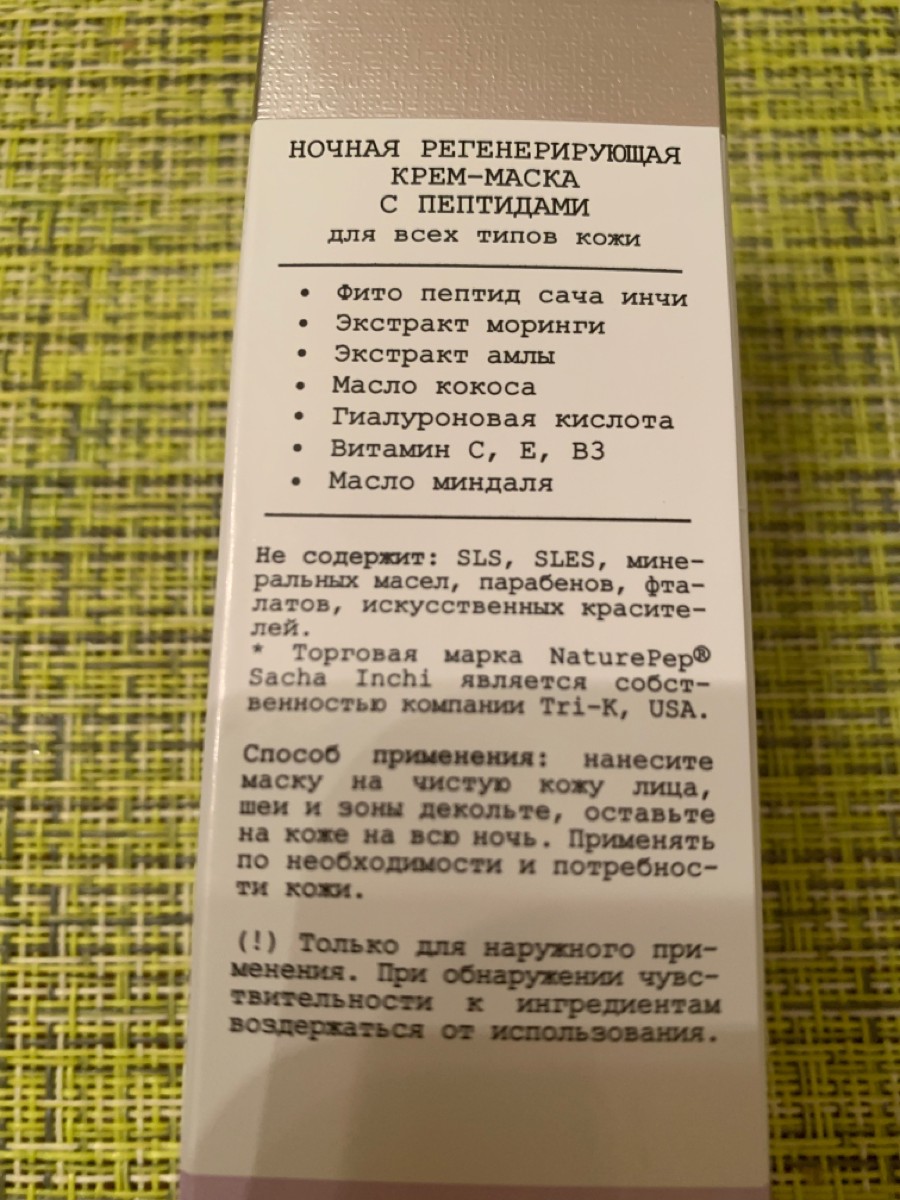 НОЧНАЯ РЕГЕНЕРИРУЮЩАЯ
КРЕМ-МАСКА
С ПЕПТИДАМИ
для всех типов кожи
• Фито пептид сача инчи
• Экстракт моринги
• Экстракт амлы
• Масло кокоса
• Гиалуроновая кислота
• Витамин С, Е, В3
• Масло миндаля
Не содержит: SLS, SLES, мине-
ральных масел, парабенов, фта-
латов, искусственных красите-
лей.
* Торговая марка NaturePep®
Sacha Inchi является собст-
венностью компании Tri-K, USA.
Способ применения: нанесите
маску на чистую кожу лица,
шеи и зоны декольте, оставьте
на коже на всю ночь. Применять
по необходимости и потребнос-
ти кожи.
(!) Только для наружного при-
менения. При обнаружении чувс-
твительности к ингредиентам
воздержаться от использования.